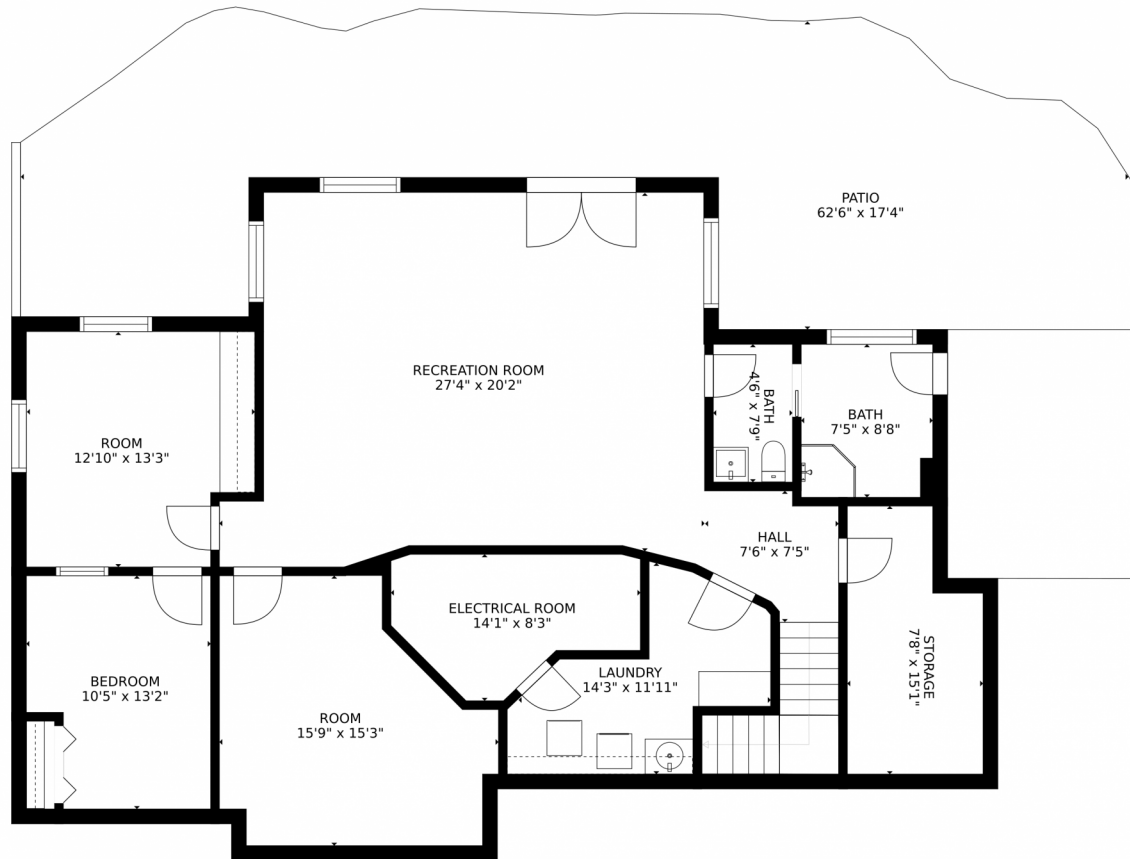 PATIO
62'6" x 17'4"
RECREATION ROOM
27'4" x 20'2"
BATH
4'6" x 7'9"
BATH
7'5" x 8'8"
ROOM
12'10" x 13'3"
HALL
7'6" x 7'5"
ELECTRICAL ROOM
14'1" x 8'3"
LAUNDRY
14'3" x 11'11"
STORAGE
7'8" x 15'1"
BEDROOM
10'5" x 13'2"
ROOM
15'9" x 15'3"